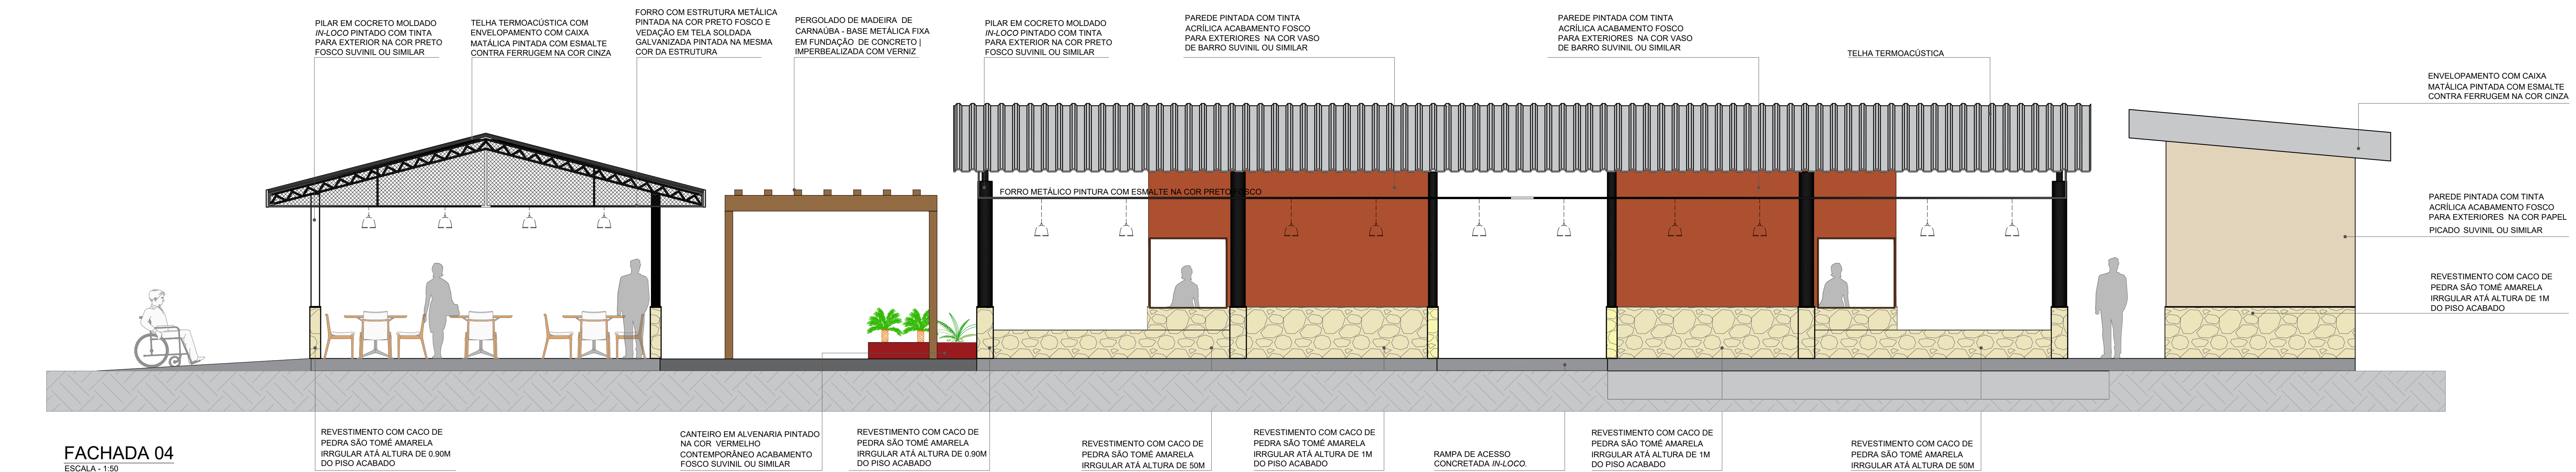 PILAR EM COCRETO MOLDADO
IN-LOCO PINTADO COM TINTA
PARA EXTERIOR NA COR PRETO
FOSCO SUVINIL OU SIMILAR
TELHA TERMOACÚSTICA COM
ENVELOPAMENTO COM CAIXA
MATÁLICA PINTADA COM ESMALTE
CONTRA FERRUGEM NA COR CINZA
FORRO COM ESTRUTURA METÁLICA
PINTADA NA COR PRETO FOSCO E
VEDAÇÃO EM TELA SOLDADA
GALVANIZADA PINTADA NA MESMA
COR DA ESTRUTURA
PERGOLADO DE MADEIRA DE
CARNAÚBA - BASE METÁLICA FIXA
EM FUNDAÇÃO DE CONCRETO |
IMPERBEALIZADA COM VERNIZ
PILAR EM COCRETO MOLDADO
IN-LOCO PINTADO COM TINTA
PARA EXTERIOR NA COR PRETO
FOSCO SUVINIL OU SIMILAR
PAREDE PINTADA COM TINTA
ACRÍLICA ACABAMENTO FOSCO
PARA EXTERIORES NA COR VASO
DE BARRO SUVINIL OU SIMILAR
PAREDE PINTADA COM TINTA
ACRÍLICA ACABAMENTO FOSCO
PARA EXTERIORES NA COR VASO
DE BARRO SUVINIL OU SIMILAR
TELHA TERMOACÚSTICA
ENVELOPAMENTO COM CAIXA
MATÁLICA PINTADA COM ESMALTE
CONTRA FERRUGEM NA COR CINZA
FORRO METÁLICO PINTURA COM ESMALTE NA COR PRETO FOSCO
PAREDE PINTADA COM TINTA
ACRÍLICA ACABAMENTO FOSCO
PARA EXTERIORES NA COR PAPEL
PICADO SUVINIL OU SIMILAR
REVESTIMENTO COM CACO DE
PEDRA SÃO TOMÉ AMARELA
IRRGULAR ATÁ ALTURA DE 1M
DO PISO ACABADO
FACHADA 04
ESCALA - 1:50
REVESTIMENTO COM CACO DE
PEDRA SÃO TOMÉ AMARELA
IRRGULAR ATÁ ALTURA DE 0.90M
DO PISO ACABADO
CANTEIRO EM ALVENARIA PINTADO
NA COR VERMELHO
CONTEMPORÂNEO ACABAMENTO
FOSCO SUVINIL OU SIMILAR
REVESTIMENTO COM CACO DE
PEDRA SÃO TOMÉ AMARELA
IRRGULAR ATÁ ALTURA DE 0.90M
DO PISO ACABADO
REVESTIMENTO COM CACO DE
PEDRA SÃO TOMÉ AMARELA
IRRGULAR ATÁ ALTURA DE 50M
REVESTIMENTO COM CACO DE
PEDRA SÃO TOMÉ AMARELA
IRRGULAR ATÁ ALTURA DE 1M
DO PISO ACABADO
RAMPA DE ACESSO
CONCRETADA IN-LOCO.
REVESTIMENTO COM CACO DE
PEDRA SÃO TOMÉ AMARELA
IRRGULAR ATÁ ALTURA DE 1M
DO PISO ACABADO
REVESTIMENTO COM CACO DE
PEDRA SÃO TOMÉ AMARELA
IRRGULAR ATÁ ALTURA DE 50M